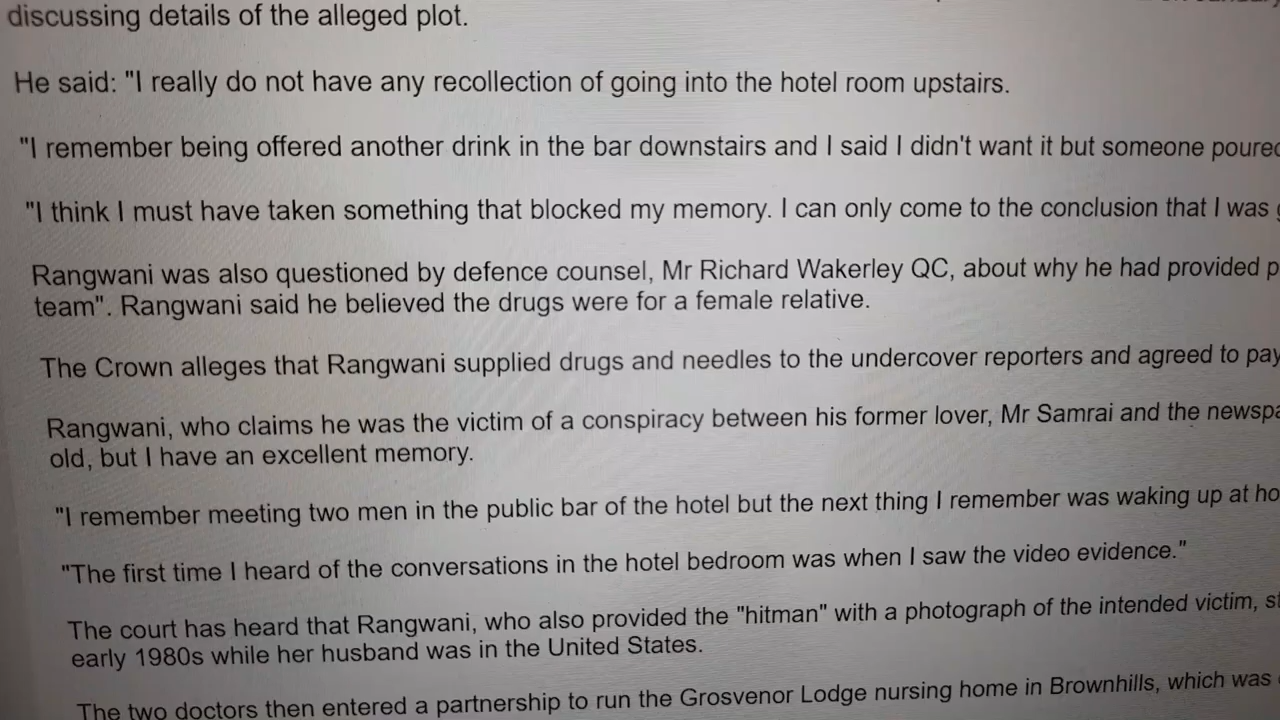 discussing details of the alleged plot.
He said: "I really do not have any recollection of going into the hotel room upstairs.
"I remember being offered another drink in the bar downstairs and I said I didn't want it but someone poured
"I think I must have taken something that blocked my memory. I can only come to the conclusion that I was
Rangwani was also questioned by defence counsel, Mr Richard Wakerley QC, about why he had provided
team". Rangwani said he believed the drugs were for a female relative.
The Crown alleges that Rangwani supplied drugs and needles to the undercover reporters and agreed to pay
Rangwani, who claims he was the victim of a conspiracy between his former lover, Mr Samrai and the
old, but I have an excellent memory.
"I remember meeting two men in the public bar of the hotel but the next thing I remember was waking up at
"The first time I heard of the conversations in the hotel bedroom was when I saw the video evidence."
The court has heard that Rangwani, who also provided the "hitman" with a photograph of the intended victim,
early 1980s while her husband was in the United States.
The two doctors then entered a partnership to run the Grosvenor Lodge nursing home in Brownhills, which was